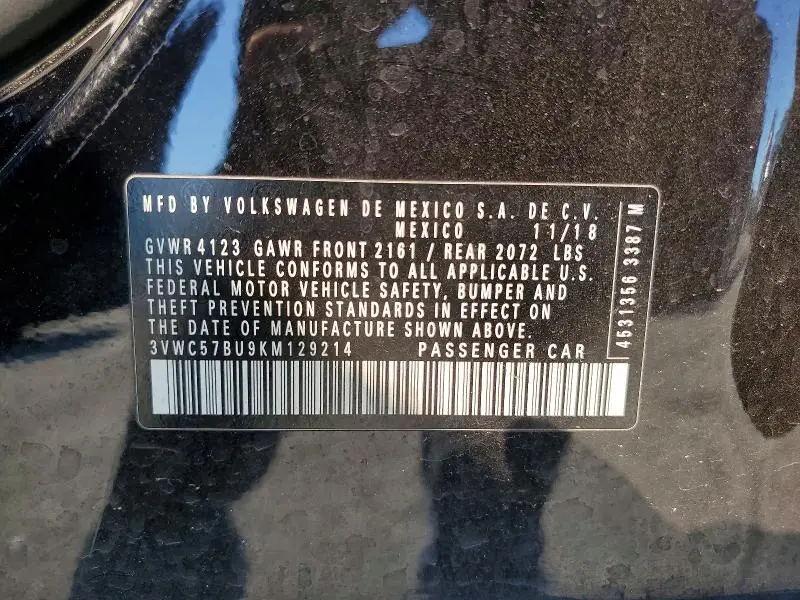 MFD BY VOLKSWAGEN DE MEXICO S.A. DE C.V.
MEXICO 11/18
GVWR 4123 GAWR FRONT 2161 / REAR 2072 LBS
THIS VEHICLE CONFORMS TO ALL APPLICABLE U.S.
FEDERAL MOTOR VEHICLE SAFETY, BUMPER AND
THEFT PREVENTION STANDARDS IN EFFECT ON
THE DATE OF MANUFACTURE SHOWN ABOVE.
3VWC57BU9KM129214 PASSENGER CAR
4531356 3387 M